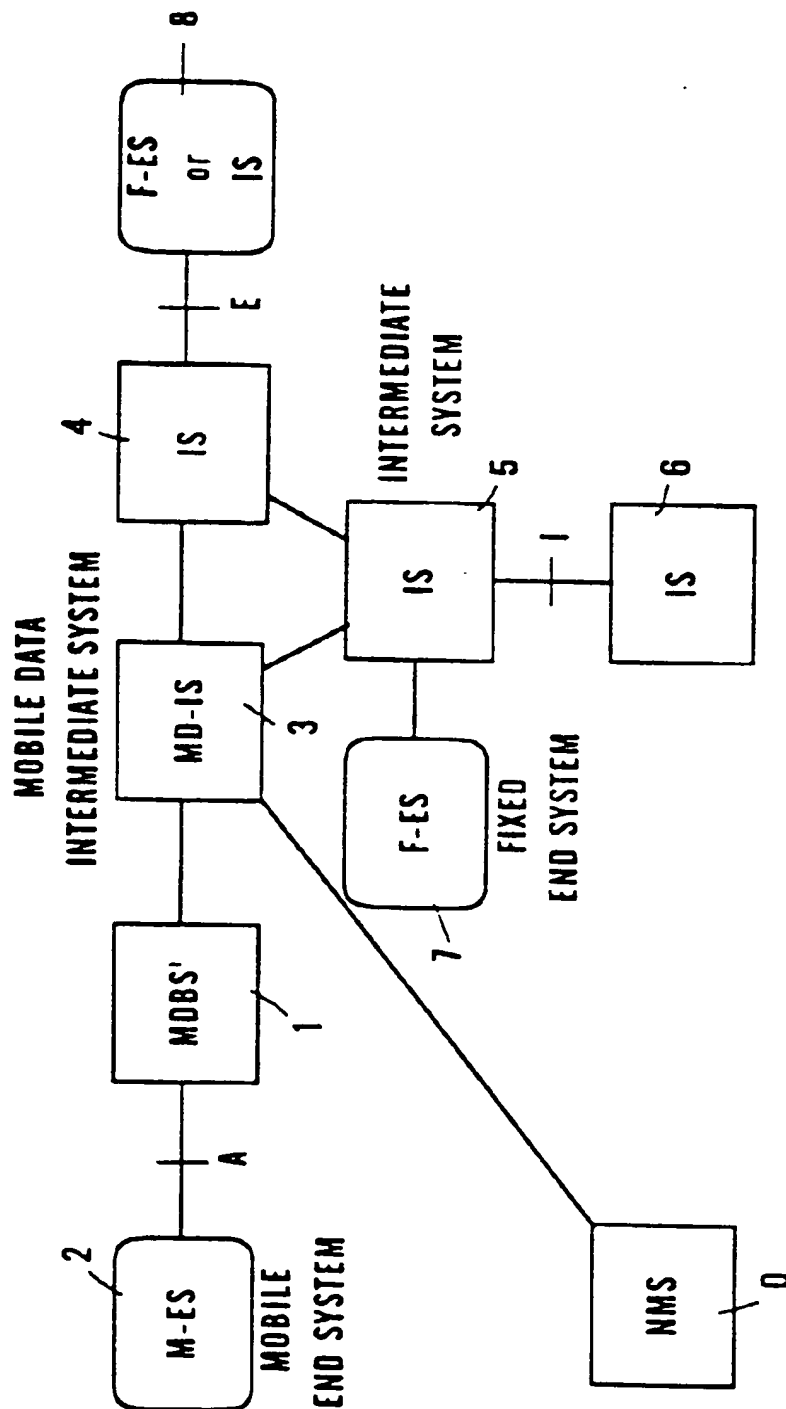 MOBILE DATA
INTERMEDIATE SYSTEM
2
M-ES
MOBILE
END SYSTEM
A
MDBS'
1
MD-IS
3
4
IS
E
F-ES
or
IS
8
F-ES
7
FIXED
END SYSTEM
INTERMEDIATE
SYSTEM
IS
5
I
IS
6
NMS
0